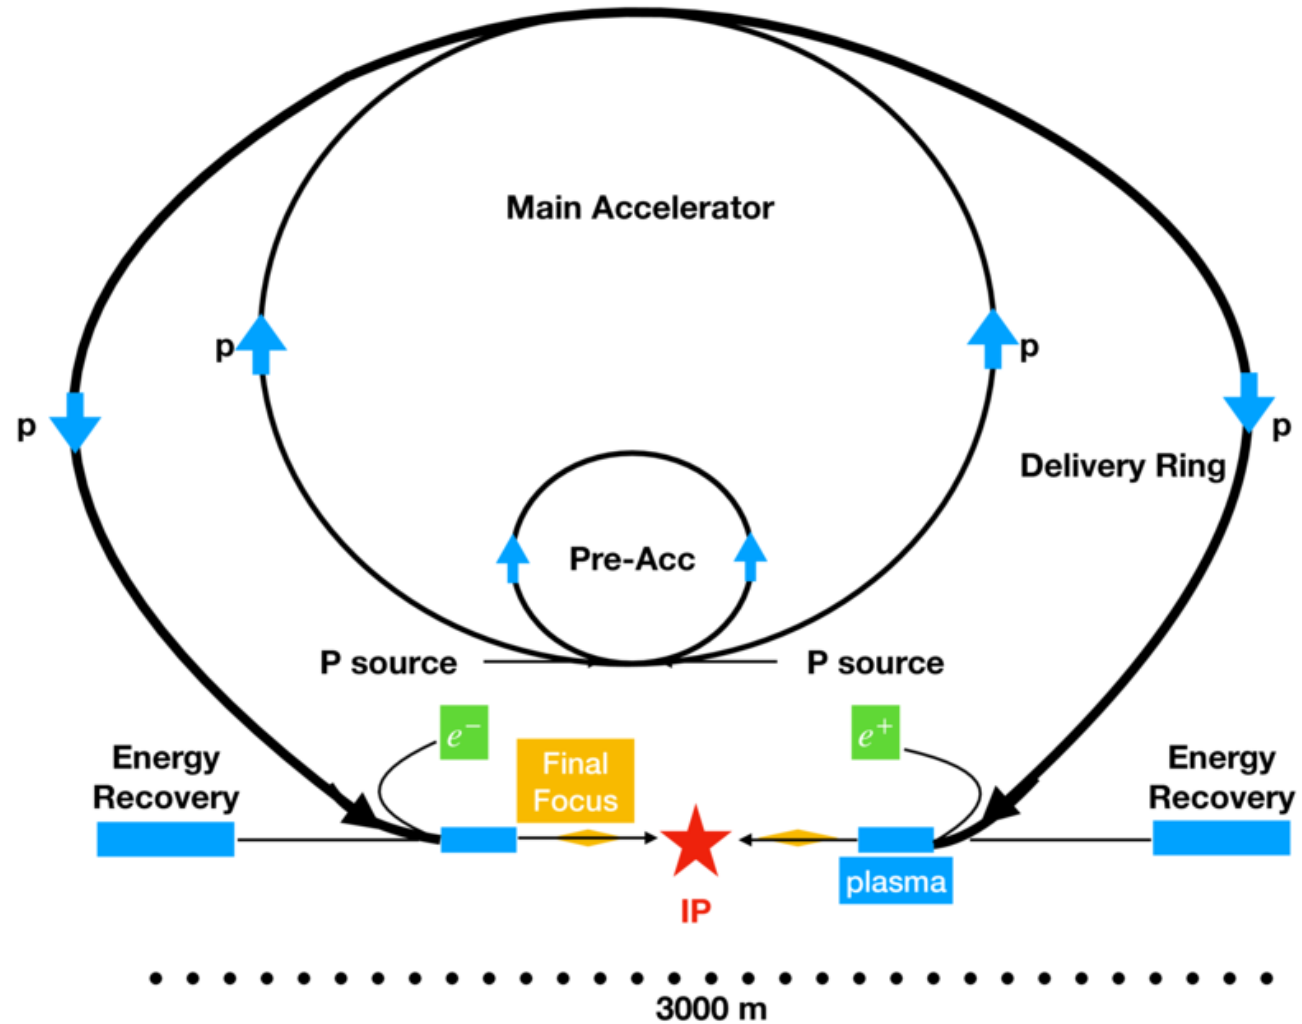 Main Accelerator
p
p
p
p
Delivery Ring
Pre-Acc
P source
P source
e⁻
e⁺
Energy
Recovery
Final
Focus
Energy
Recovery
plasma
IP
3000 m